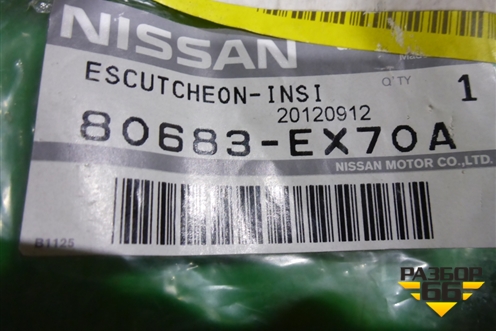 NISSAN
ESCUTCHEON-INSI
Q'TY
1
20120912
80683-EX70A
NISSAN MOTOR CO.,LTD.
B1125
РАЗБОР
66